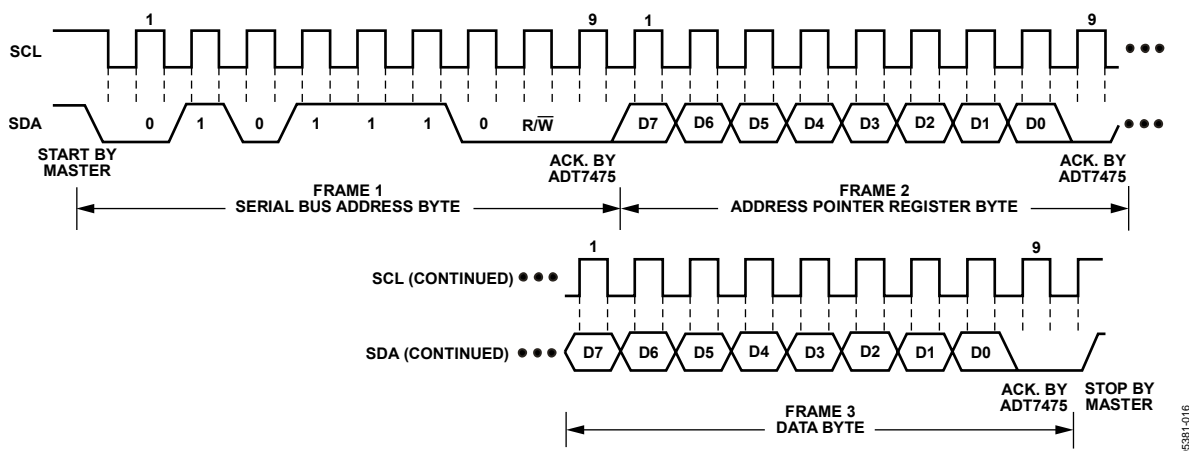 1 9 1 9
SCL
SDA 0 1 0 1 1 1 0 R/W̅ D7 D6 D5 D4 D3 D2 D1 D0
START BY MASTER
ACK. BY ADT7475
ACK. BY ADT7475
FRAME 1
SERIAL BUS ADDRESS BYTE
FRAME 2
ADDRESS POINTER REGISTER BYTE
1 9
SCL (CONTINUED)
SDA (CONTINUED) D7 D6 D5 D4 D3 D2 D1 D0
ACK. BY ADT7475
STOP BY MASTER
FRAME 3
DATA BYTE